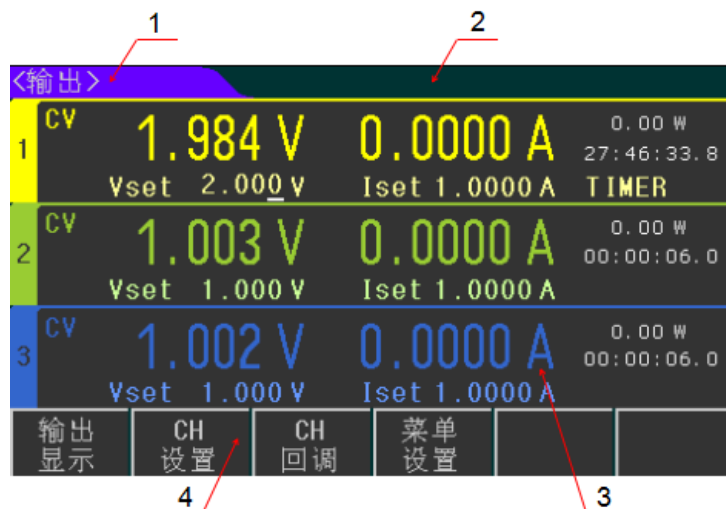 1 2
<输出>
1 CV 1.984 V 0.0000 A 0.00 W
27:46:33.8
Vset 2.000 V Iset 1.0000 A TIMER
2 CV 1.003 V 0.0000 A 0.00 W
00:00:06.0
Vset 1.000 V Iset 1.0000 A
3 CV 1.002 V 0.0000 A 0.00 W
00:00:06.0
Vset 1.000 V Iset 1.0000 A
输出 CH CH 菜单
显示 设置 回调 设置
4 3